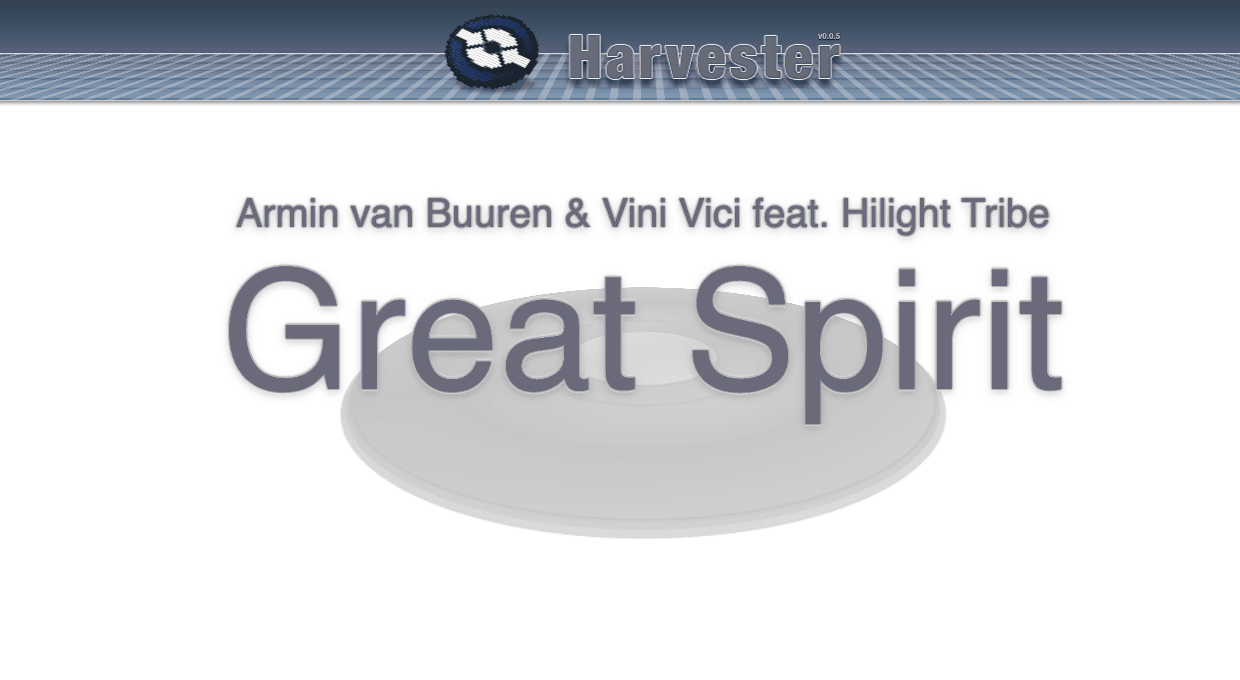 Harvester v0.0.5
Armin van Buuren & Vini Vici feat. Hilight Tribe
Great Spirit